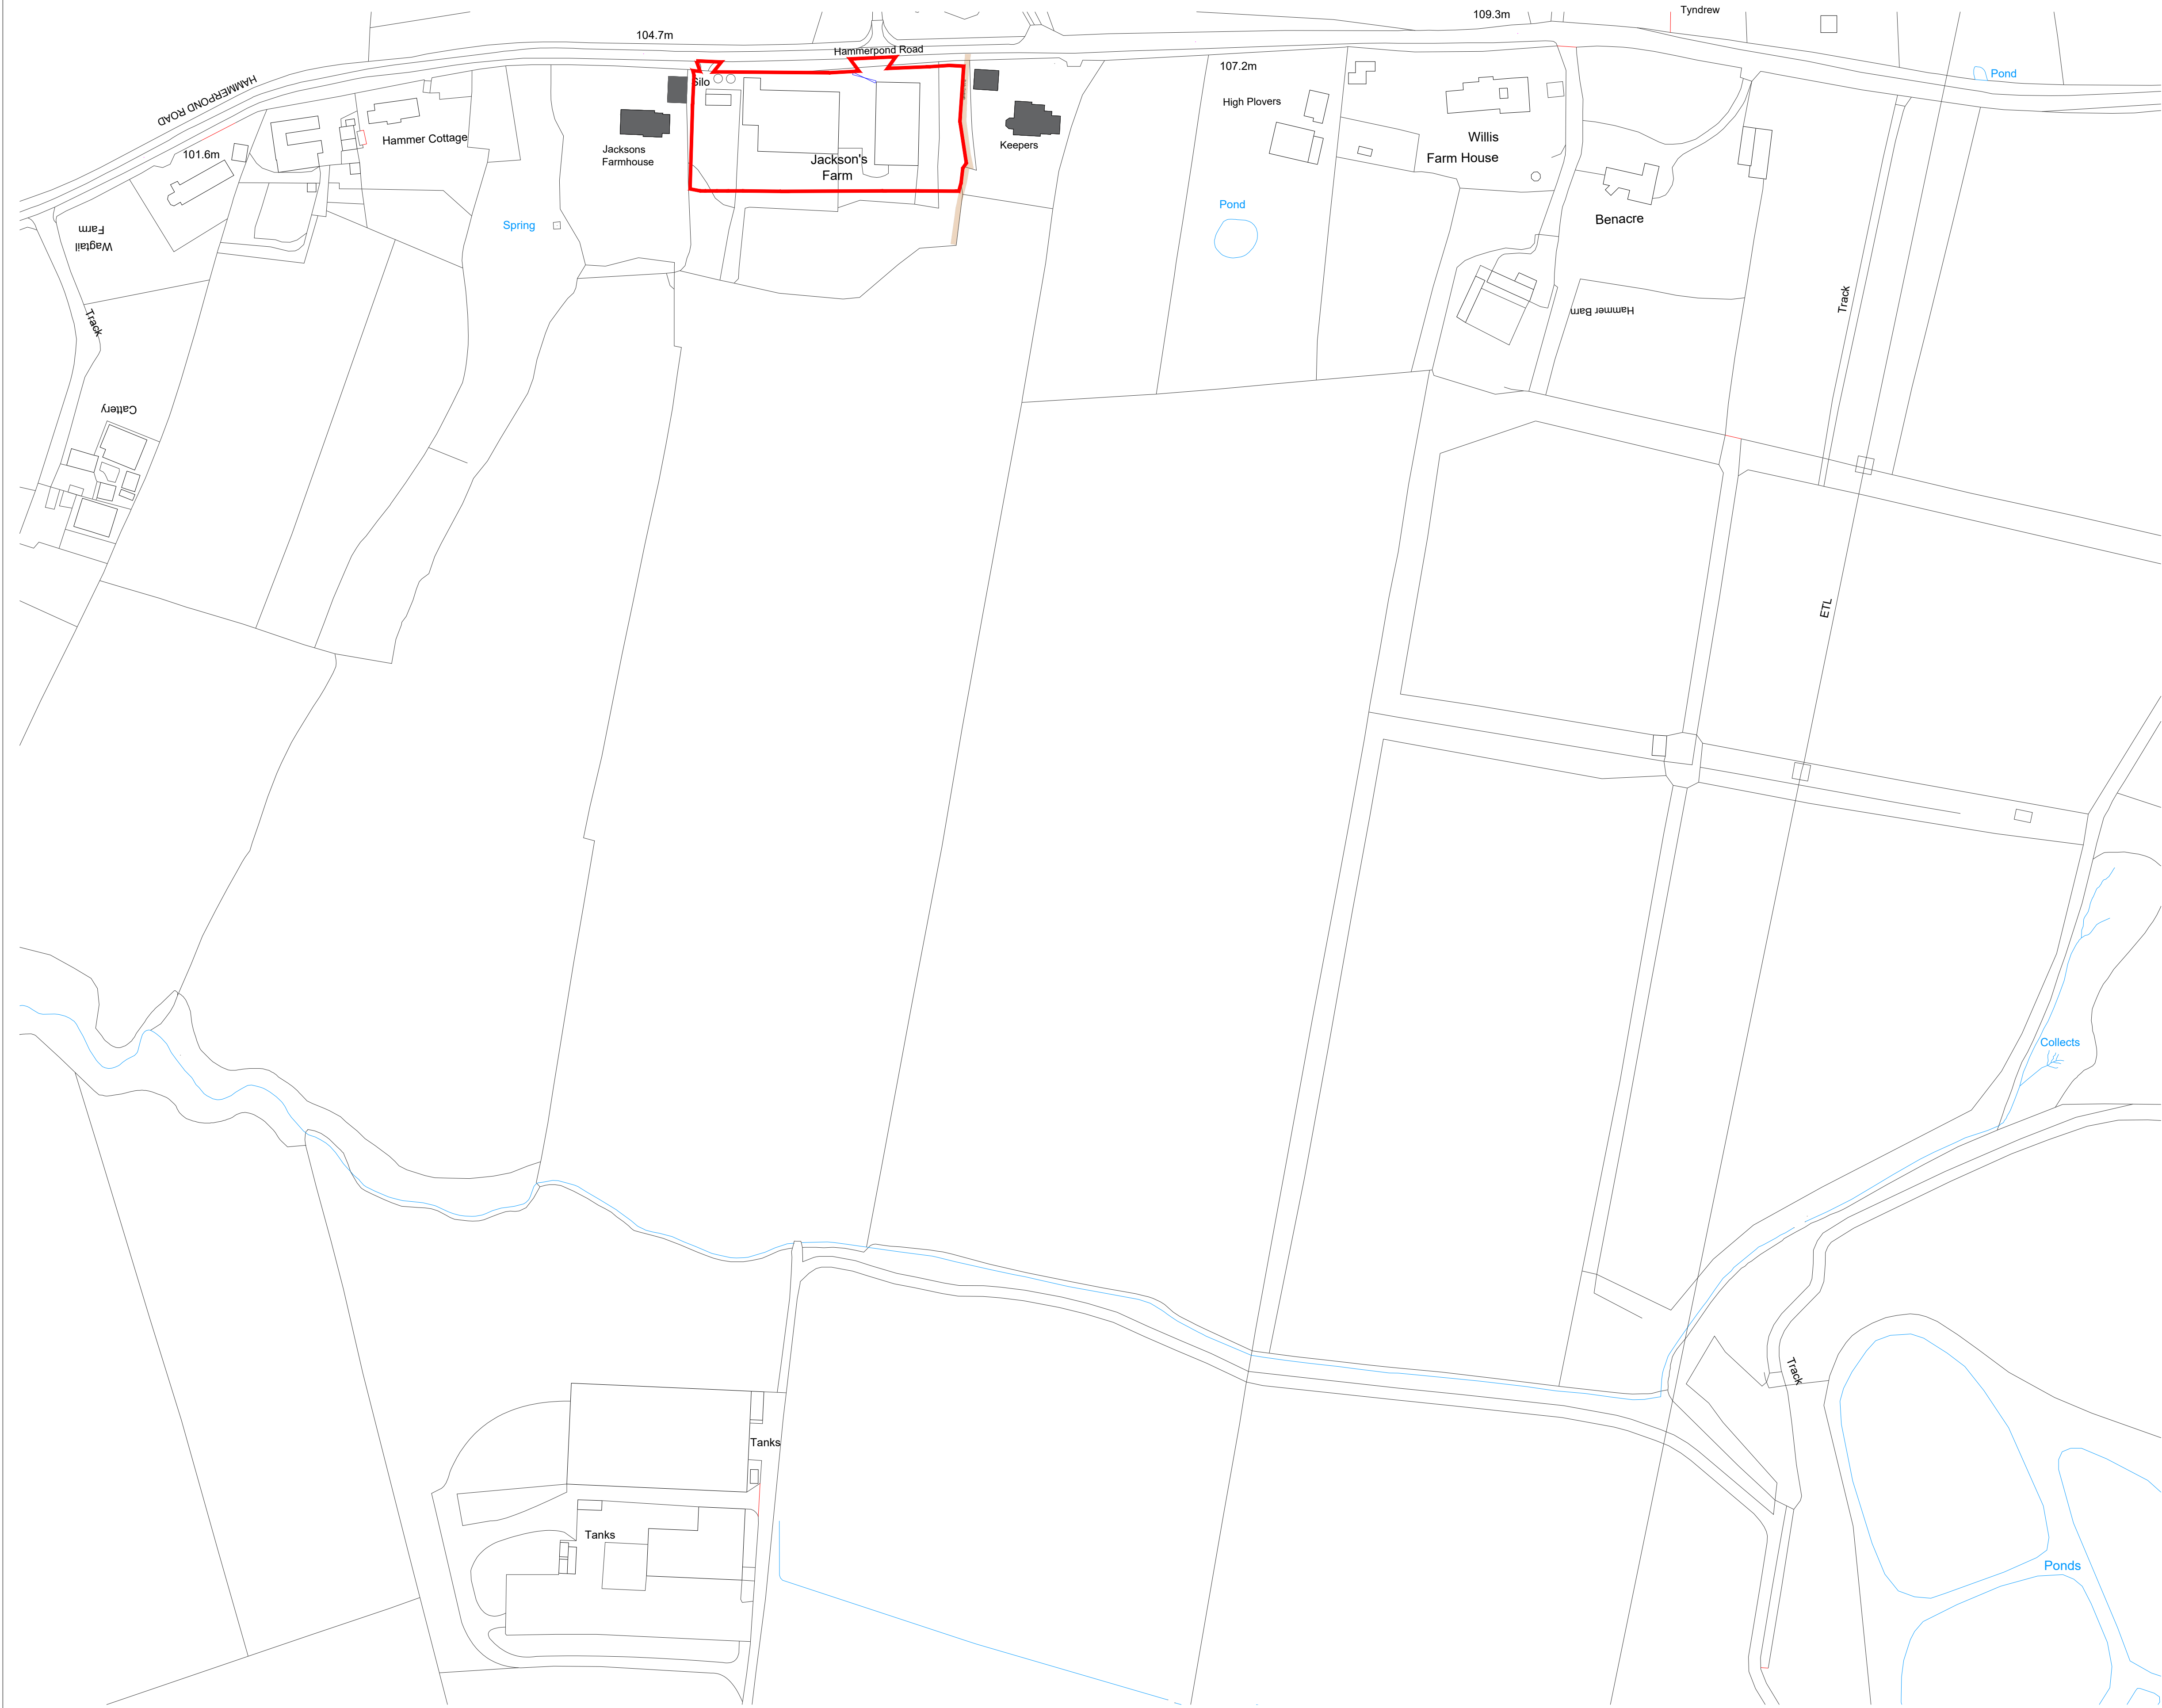 109.3m
Tyndrew
104.7m
Hammerpond Road
107.2m
Pond
HAMMERPOND ROAD
Silo
High Plovers
Hammer Cottage
Willis
Farm House
Jacksons
Farmhouse
Keepers
101.6m
Jackson's
Farm
Pond
Benacre
Spring
Wagtail
Farm
Track
Track
Hammer Barn
Cattery
ETL
Collects
Track
Tanks
Tanks
Ponds